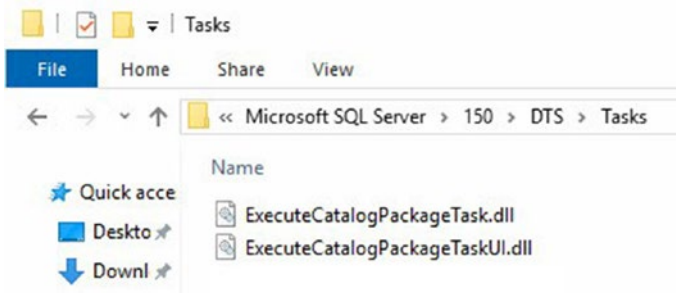 Tasks
File Home Share View
« Microsoft SQL Server > 150 > DTS > Tasks
Name
Quick acce
ExecuteCatalogPackageTask.dll
Deskto
ExecuteCatalogPackageTaskUI.dll
Downl